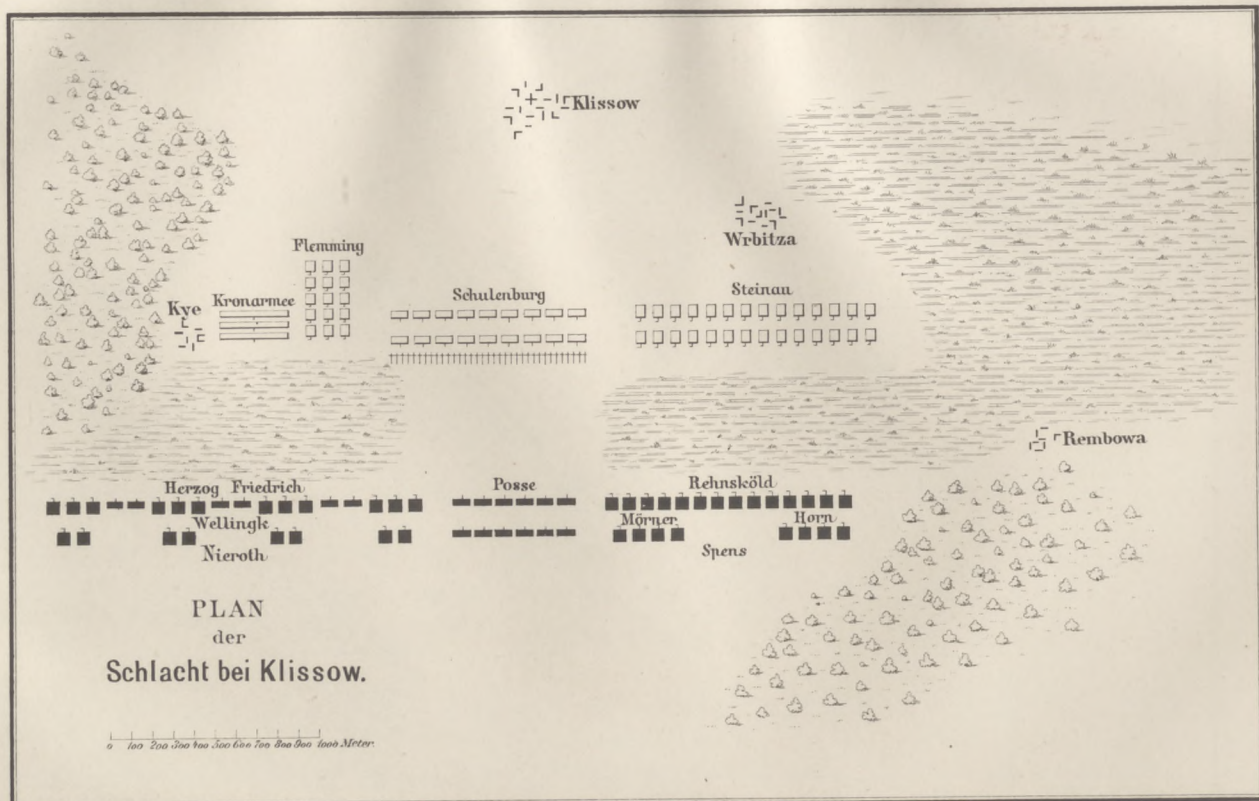 Klissow
Wrbitza
Flemming
Kye
Kronarmee
Schulenburg
Steinau
Rembowa
Herzog Friedrich
Posse
Rehnsköld
Wellingk
Mörner
Horn
Nieroth
Spens
PLAN
der
Schlacht bei Klissow.
0 100 200 300 400 500 600 700 800 900 1000 Meter.